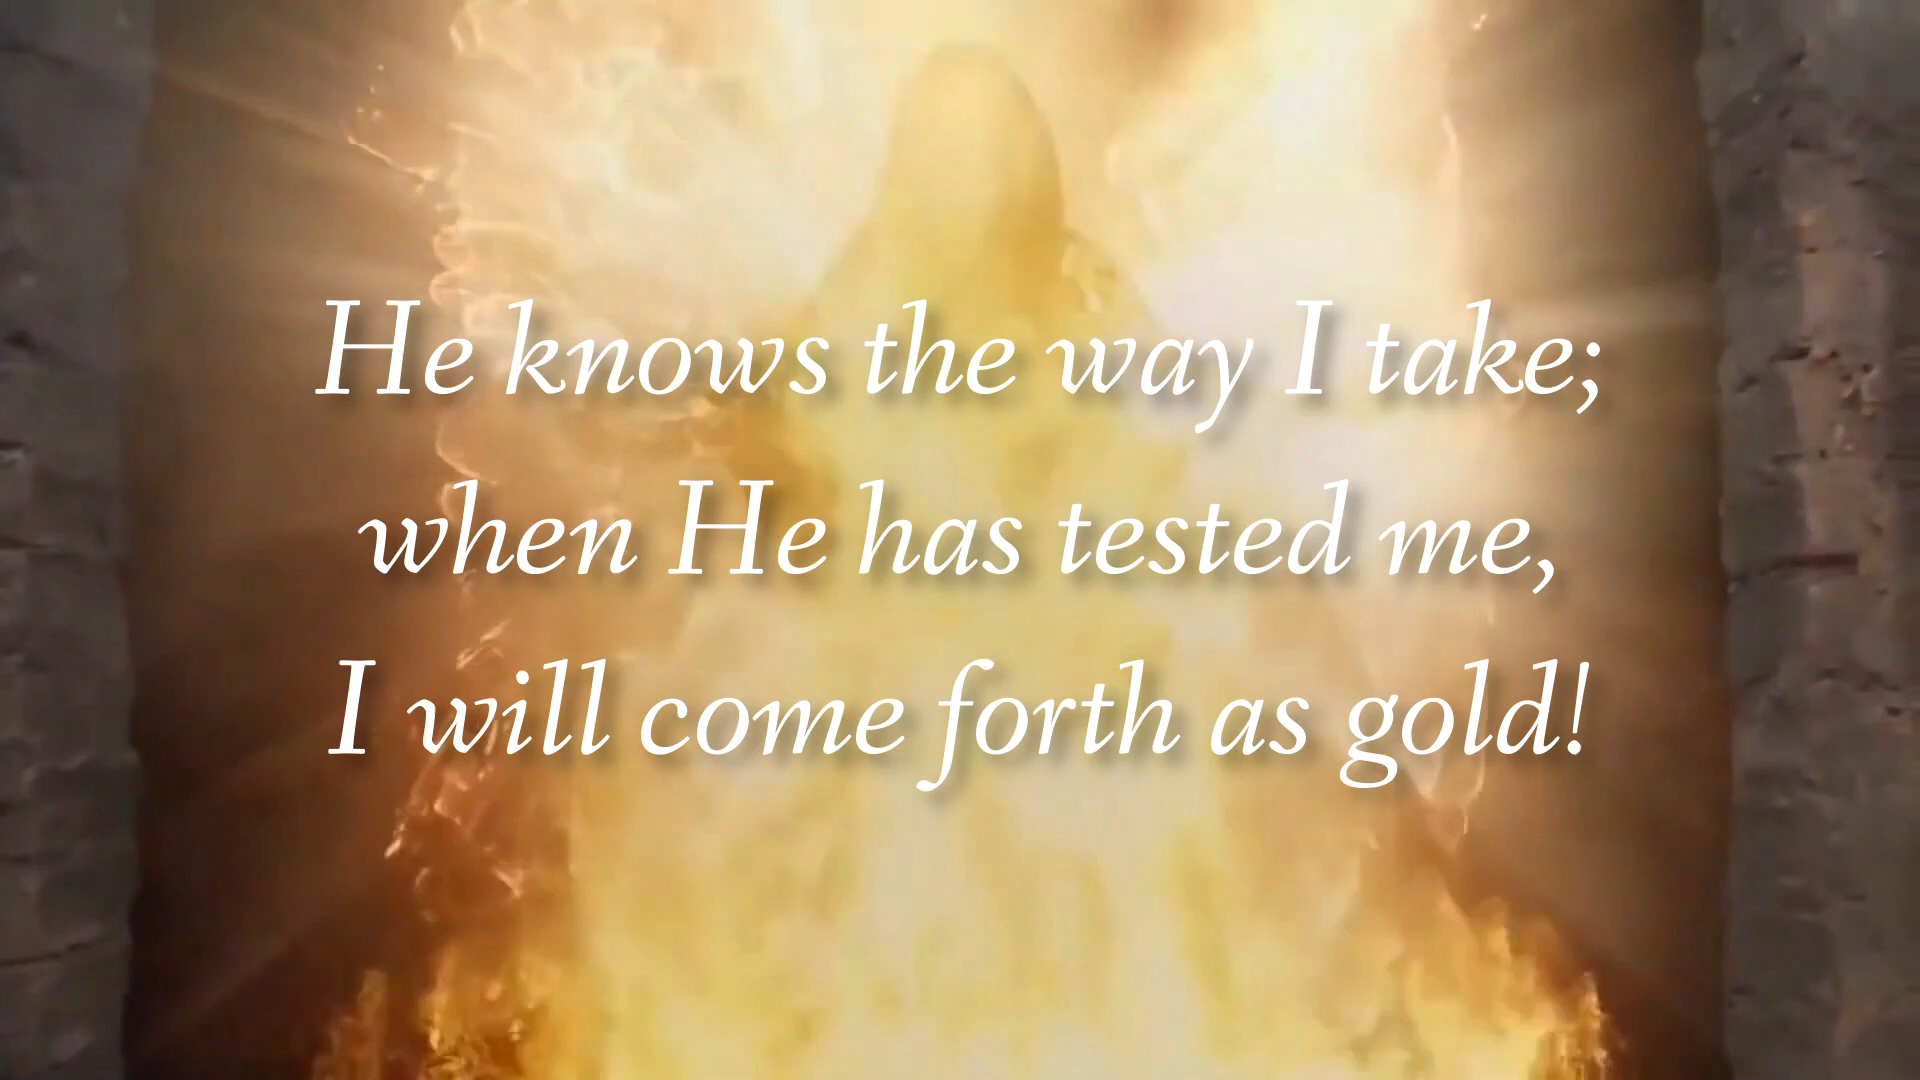 He knows the way I take;
when He has tested me,
I will come forth as gold!